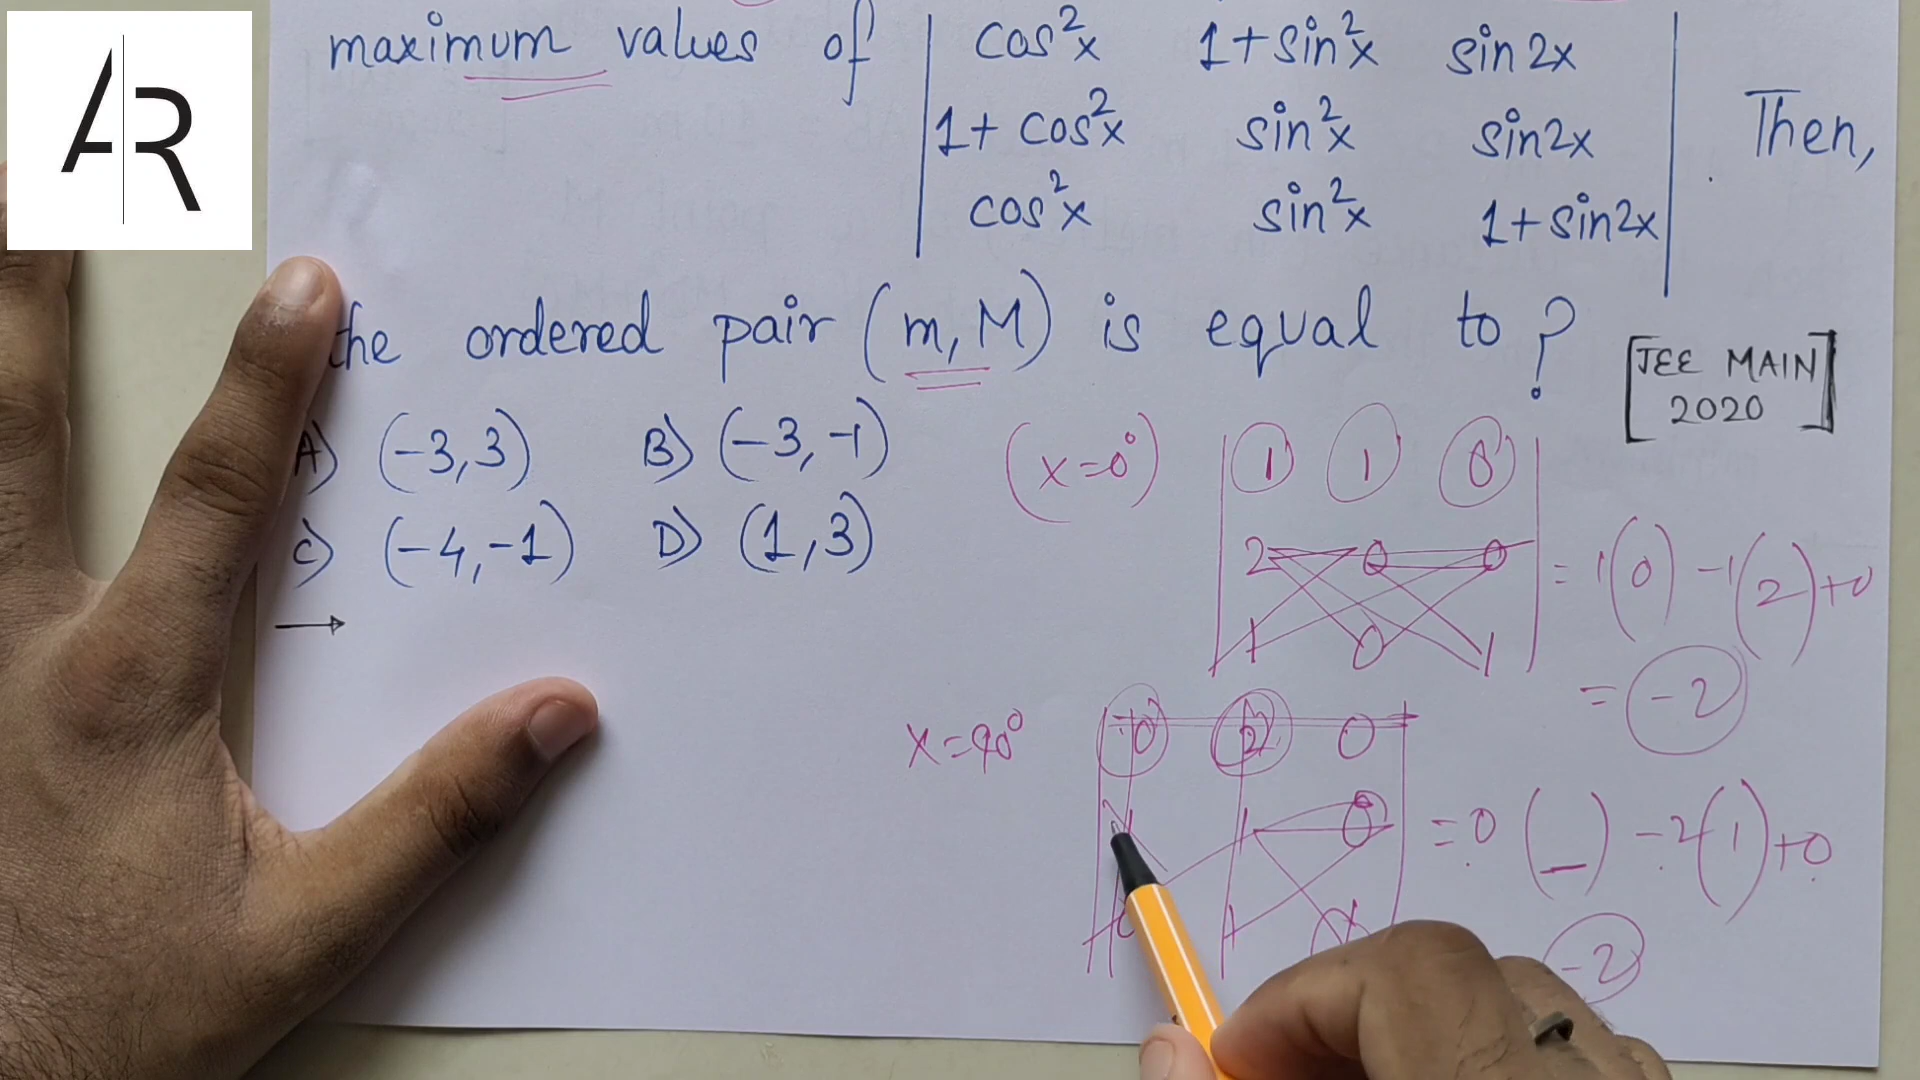 AR
maximum values of | cos²x 1+sin²x sin2x |
| 1+cos²x sin²x sin2x | Then,
| cos²x sin²x 1+sin2x |
the ordered pair (m,M) is equal to?
[JEE MAIN 2020]
A) (-3,3) B) (-3,-1)
C) (-4,-1) D) (1,3)
→
(x=0°) | 1 1 0 |
| 2 0 0 | = 1(0) -1(2)+0
| 1 0 1 |
= -2
x=90° | 0 2 0 |
| 1 1 0 | = 0(_) -2(1)+0
-2